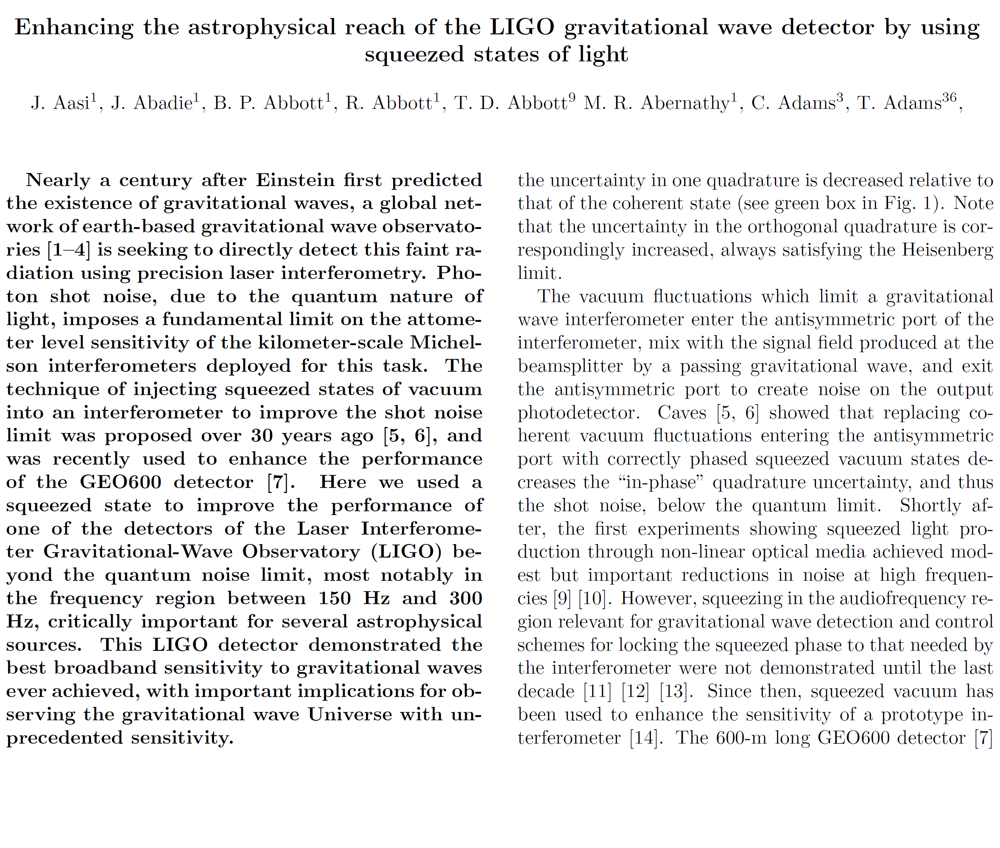 Enhancing the astrophysical reach of the LIGO gravitational wave detector by using
squeezed states of light
J. Aasi¹, J. Abadie¹, B. P. Abbott¹, R. Abbott¹, T. D. Abbott⁹ M. R. Abernathy¹, C. Adams³, T. Adams³⁶,
Nearly a century after Einstein first predicted
the existence of gravitational waves, a global net-
work of earth-based gravitational wave observato-
ries [1–4] is seeking to directly detect this faint ra-
diation using precision laser interferometry. Pho-
ton shot noise, due to the quantum nature of
light, imposes a fundamental limit on the attome-
ter level sensitivity of the kilometer-scale Michel-
son interferometers deployed for this task. The
technique of injecting squeezed states of vacuum
into an interferometer to improve the shot noise
limit was proposed over 30 years ago [5, 6], and
was recently used to enhance the performance
of the GEO600 detector [7]. Here we used a
squeezed state to improve the performance of
one of the detectors of the Laser Interferome-
ter Gravitational-Wave Observatory (LIGO) be-
yond the quantum noise limit, most notably in
the frequency region between 150 Hz and 300
Hz, critically important for several astrophysical
sources. This LIGO detector demonstrated the
best broadband sensitivity to gravitational waves
ever achieved, with important implications for ob-
serving the gravitational wave Universe with un-
precedented sensitivity.
the uncertainty in one quadrature is decreased relative to
that of the coherent state (see green box in Fig. 1). Note
that the uncertainty in the orthogonal quadrature is cor-
respondingly increased, always satisfying the Heisenberg
limit.
The vacuum fluctuations which limit a gravitational
wave interferometer enter the antisymmetric port of the
interferometer, mix with the signal field produced at the
beamsplitter by a passing gravitational wave, and exit
the antisymmetric port to create noise on the output
photodetector. Caves [5, 6] showed that replacing co-
herent vacuum fluctuations entering the antisymmetric
port with correctly phased squeezed vacuum states de-
creases the “in-phase” quadrature uncertainty, and thus
the shot noise, below the quantum limit. Shortly af-
ter, the first experiments showing squeezed light pro-
duction through non-linear optical media achieved mod-
est but important reductions in noise at high frequen-
cies [9] [10]. However, squeezing in the audiofrequency re-
gion relevant for gravitational wave detection and control
schemes for locking the squeezed phase to that needed by
the interferometer were not demonstrated until the last
decade [11] [12] [13]. Since then, squeezed vacuum has
been used to enhance the sensitivity of a prototype in-
terferometer [14]. The 600-m long GEO600 detector [7]